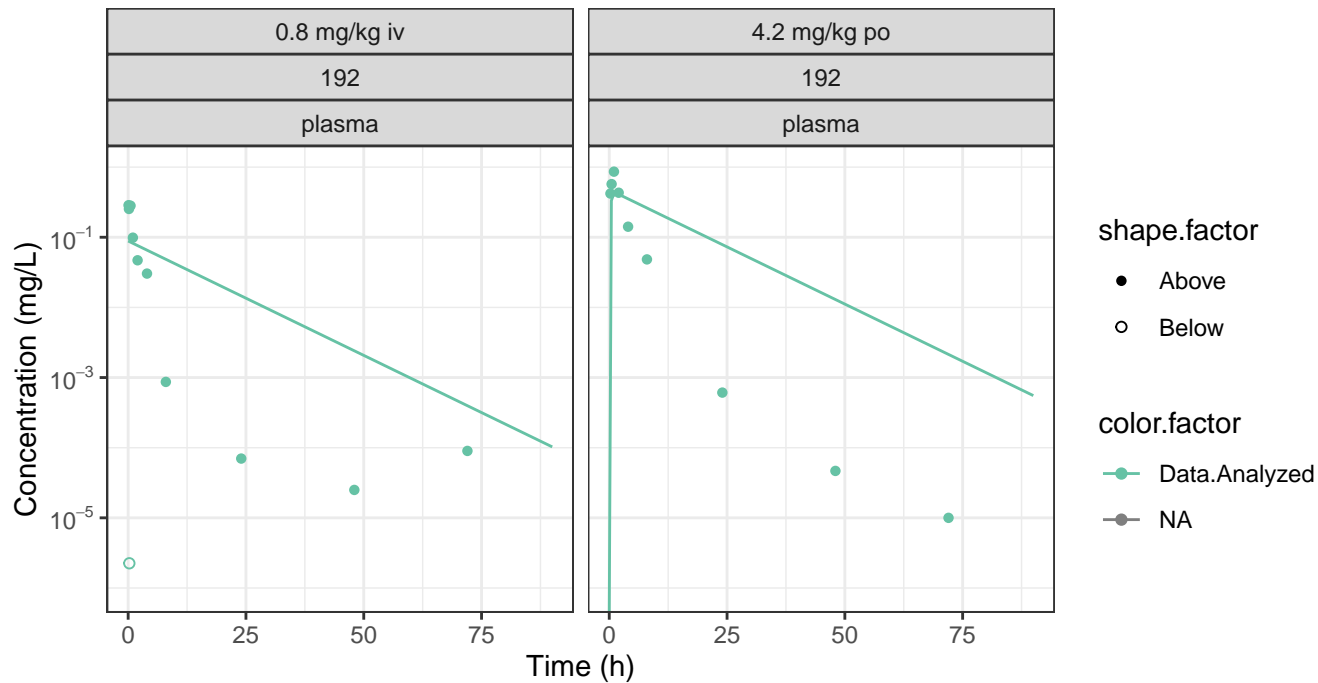 0.8 mg/kg iv
4.2 mg/kg po
192
192
plasma
plasma
Concentration (mg/L)
10⁻¹
10⁻³
10⁻⁵
0
25
50
75
0
25
50
75
Time (h)
shape.factor
Above
Below
color.factor
Data.Analyzed
NA